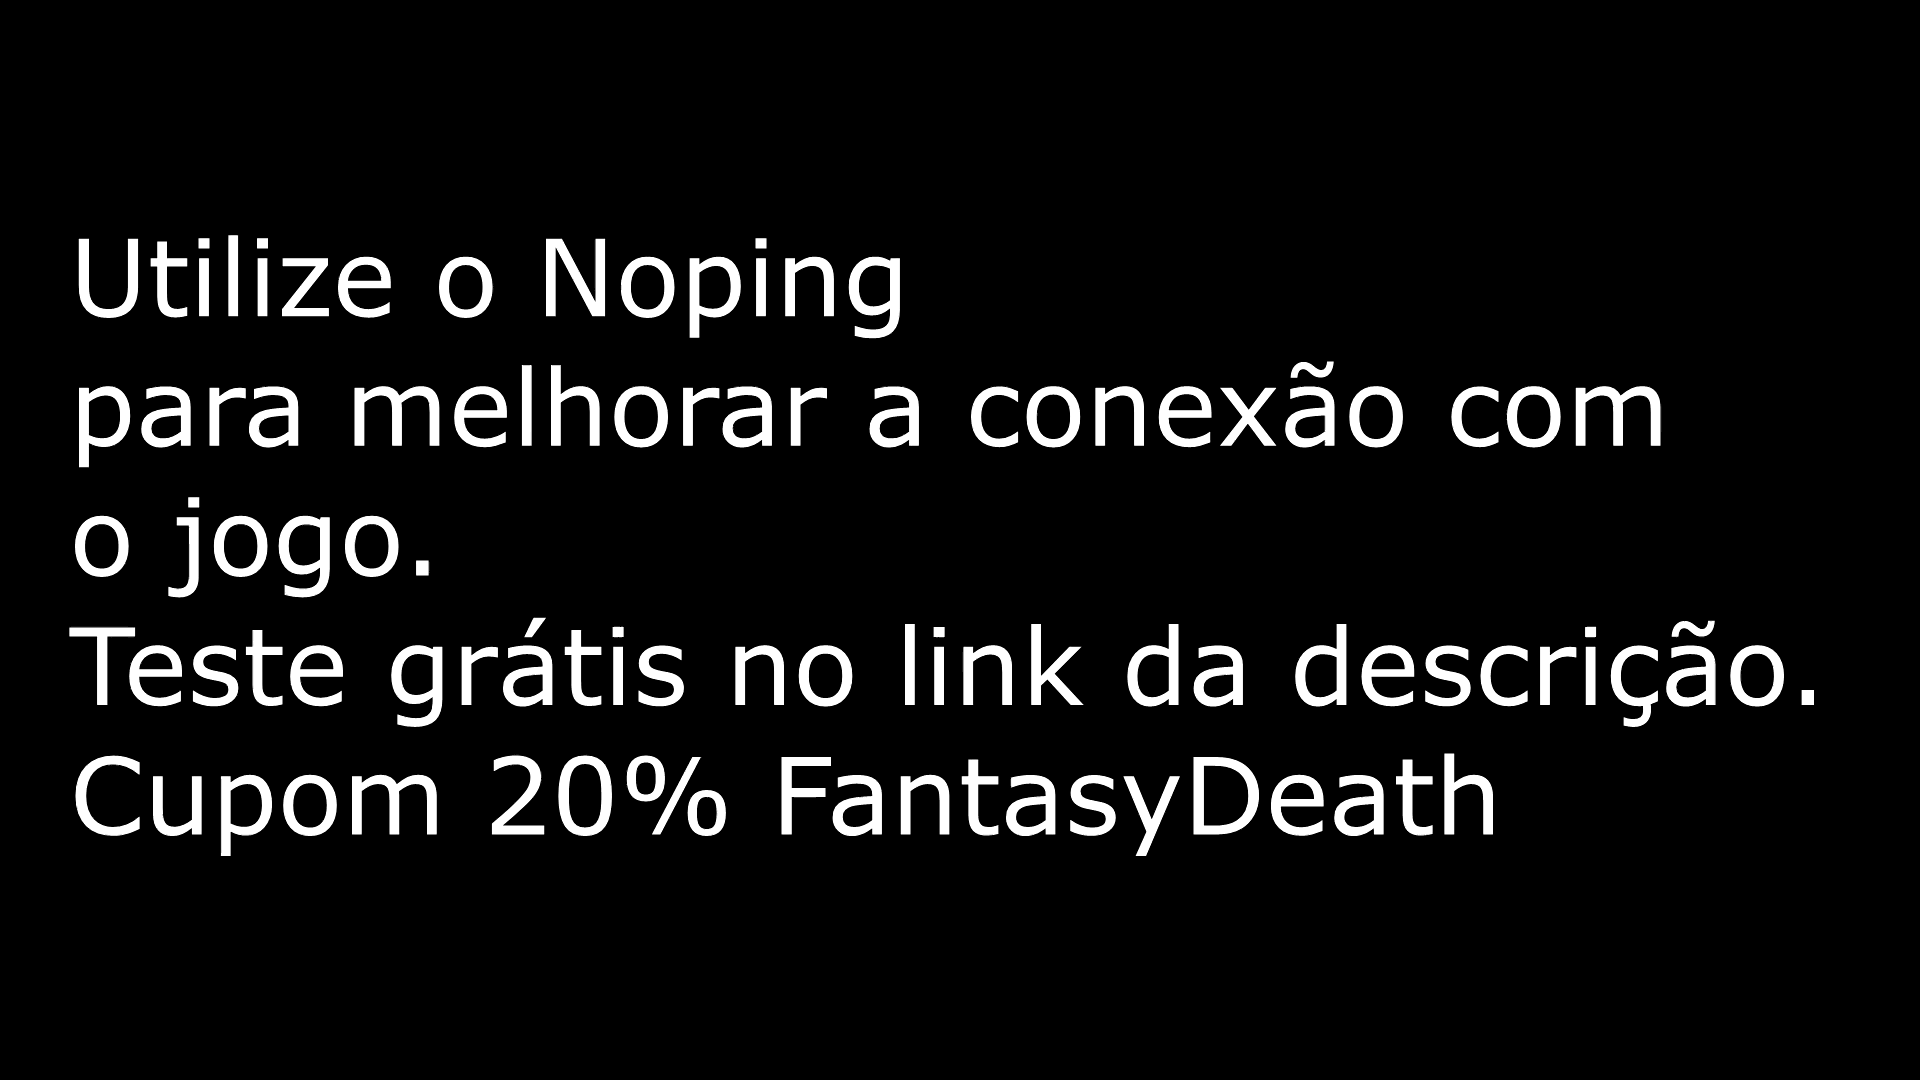 Utilize o Noping
para melhorar a conexão com
o jogo.
Teste grátis no link da descrição.
Cupom 20% FantasyDeath